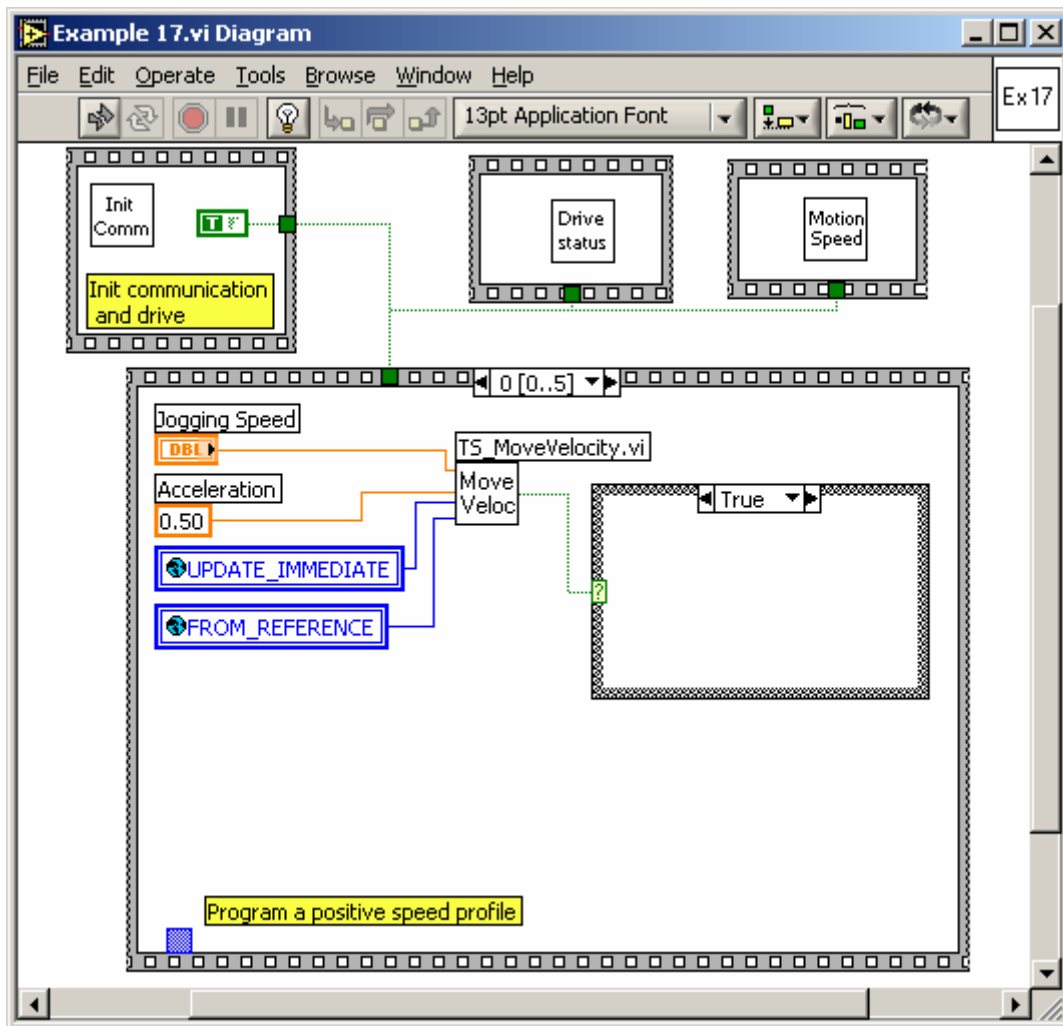 Example 17.vi Diagram
File Edit Operate Tools Browse Window Help
13pt Application Font
Ex17
Init
Comm
T
Init communication
and drive
Drive
status
Motion
Speed
0 [0..5]
Jogging Speed
DBL
TS_MoveVelocity.vi
Move
Veloc
Acceleration
0.50
UPDATE_IMMEDIATE
FROM_REFERENCE
True
?
Program a positive speed profile